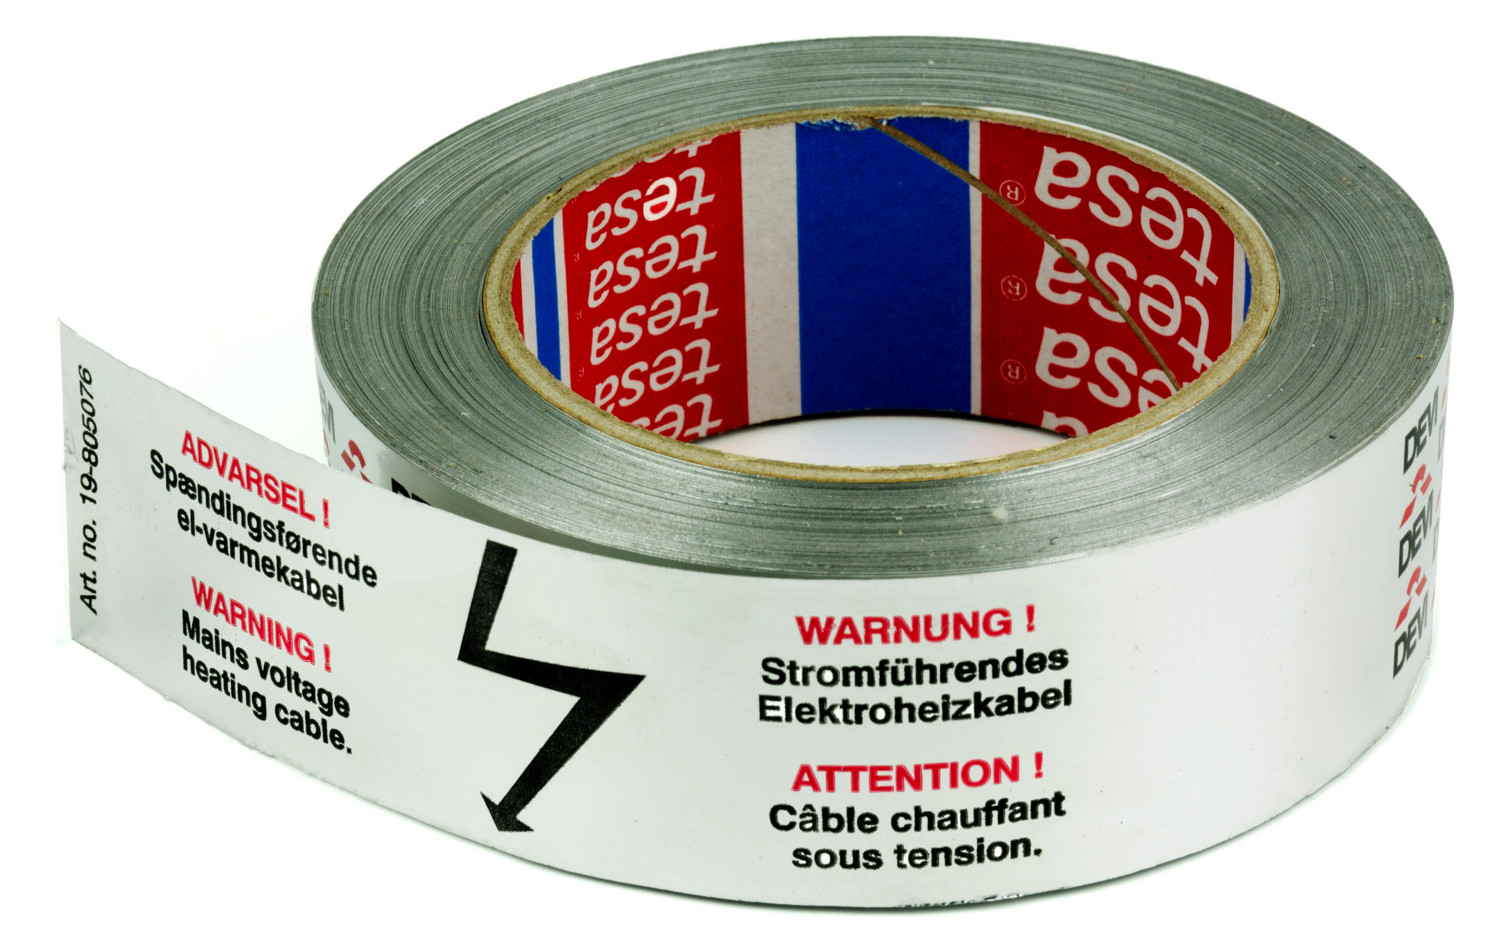 Art. no. 19-805076
ADVARSEL !
Spændingsførende
el-varmekabel
WARNING !
Mains voltage
heating cable.
WARNUNG !
Stromführendes
Elektroheizkabel
ATTENTION !
Câble chauffant
sous tension.
tesa
tesa
tesa
tesa
tesa
tesa ®
tesa ®
tesa ®
DEVI
DEVI
DEVI